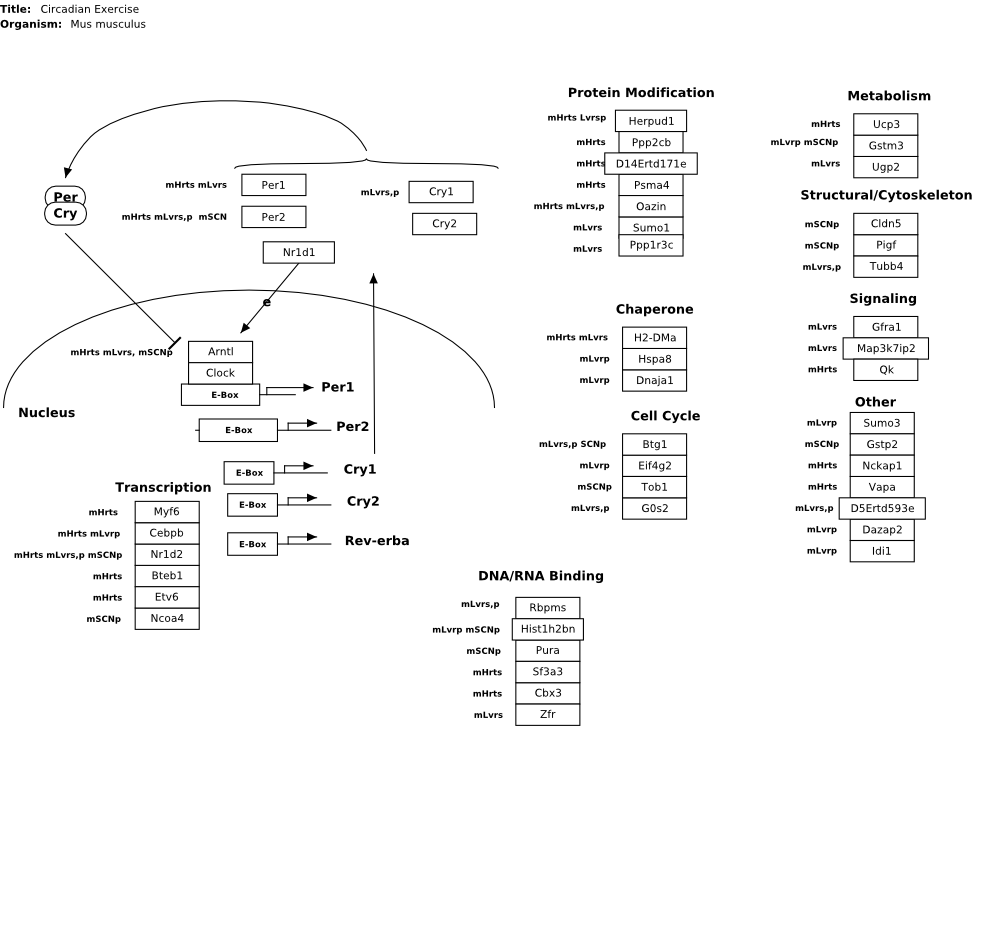 Title: Circadian Exercise
Organism: Mus musculus
Per
Cry
mHrts mLvrs Per1
mHrts mLvrs,p mSCN Per2
mLvrs,p Cry1
Cry2
Nr1d1
e
mHrts mLvrs, mSCNp Arntl
Clock
E-Box Per1
Nucleus
E-Box Per2
E-Box Cry1
E-Box Cry2
E-Box Rev-erba
Transcription
mHrts Myf6
mHrts mLvrp Cebpb
mHrts mLvrs,p mSCNp Nr1d2
mHrts Bteb1
mHrts Etv6
mSCNp Ncoa4
Protein Modification
mHrts Lvrsp Herpud1
mHrts Ppp2cb
mHrts D14Ertd171e
mHrts Psma4
mHrts mLvrs,p Oazin
mLvrs Sumo1
mLvrs Ppp1r3c
Chaperone
mHrts mLvrs H2-DMa
mLvrp Hspa8
mLvrp Dnaja1
Cell Cycle
mLvrs,p SCNp Btg1
mLvrp Eif4g2
mSCNp Tob1
mLvrs,p G0s2
DNA/RNA Binding
mLvrs,p Rbpms
mLvrp mSCNp Hist1h2bn
mSCNp Pura
mHrts Sf3a3
mHrts Cbx3
mLvrs Zfr
Metabolism
mHrts Ucp3
mLvrp mSCNp Gstm3
mLvrs Ugp2
Structural/Cytoskeleton
mSCNp Cldn5
mSCNp Pigf
mLvrs,p Tubb4
Signaling
mLvrs Gfra1
mLvrs Map3k7ip2
mHrts Qk
Other
mLvrp Sumo3
mSCNp Gstp2
mHrts Nckap1
mHrts Vapa
mLvrs,p D5Ertd593e
mLvrp Dazap2
mLvrp Idi1